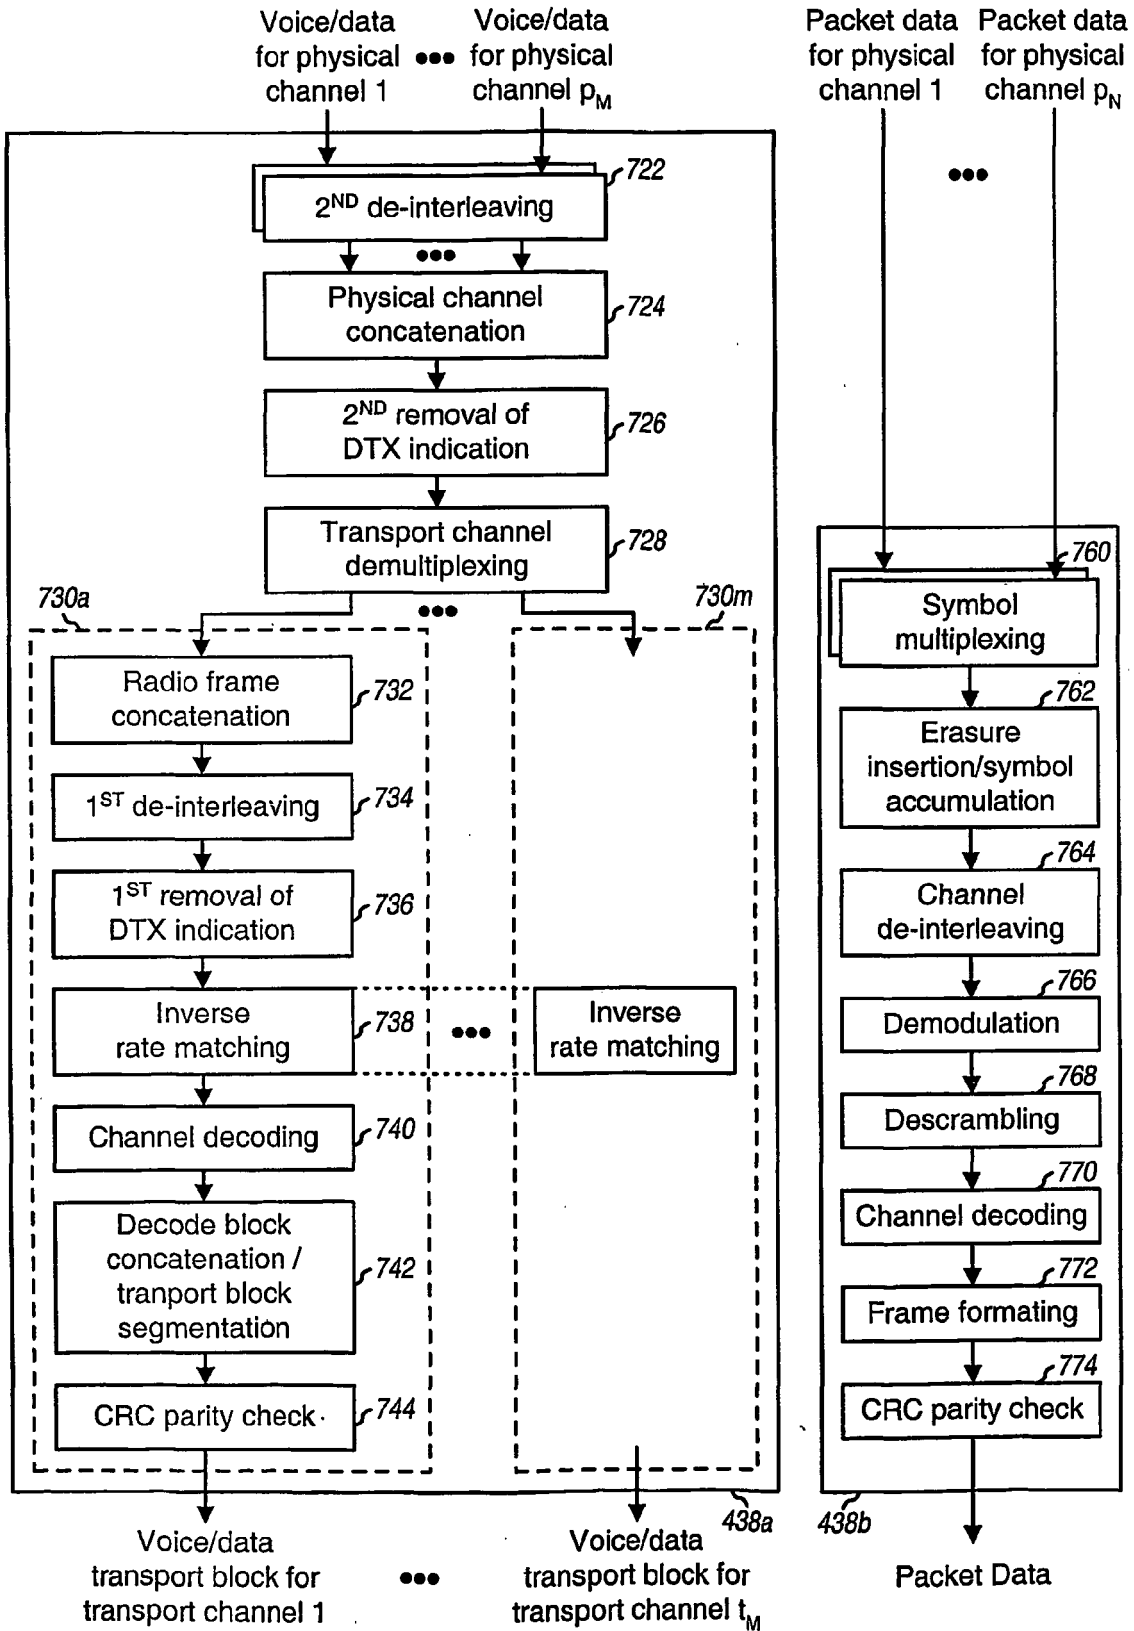 Voice/data
for physical
channel 1
Voice/data
for physical
channel pM
Packet data
for physical
channel 1
Packet data
for physical
channel pN
722
2ND de-interleaving
Physical channel
concatenation
724
2ND removal of
DTX indication
726
Transport channel
demultiplexing
728
730a
730m
Radio frame
concatenation
732
1ST de-interleaving
734
1ST removal of
DTX indication
736
Inverse
rate matching
738
Inverse
rate matching
Channel decoding
740
Decode block
concatenation /
tranport block
segmentation
742
CRC parity check
744
438a
Voice/data
transport block for
transport channel 1
Voice/data
transport block for
transport channel tM
760
Symbol
multiplexing
762
Erasure
insertion/symbol
accumulation
764
Channel
de-interleaving
766
Demodulation
768
Descrambling
770
Channel decoding
772
Frame formating
774
CRC parity check
438b
Packet Data